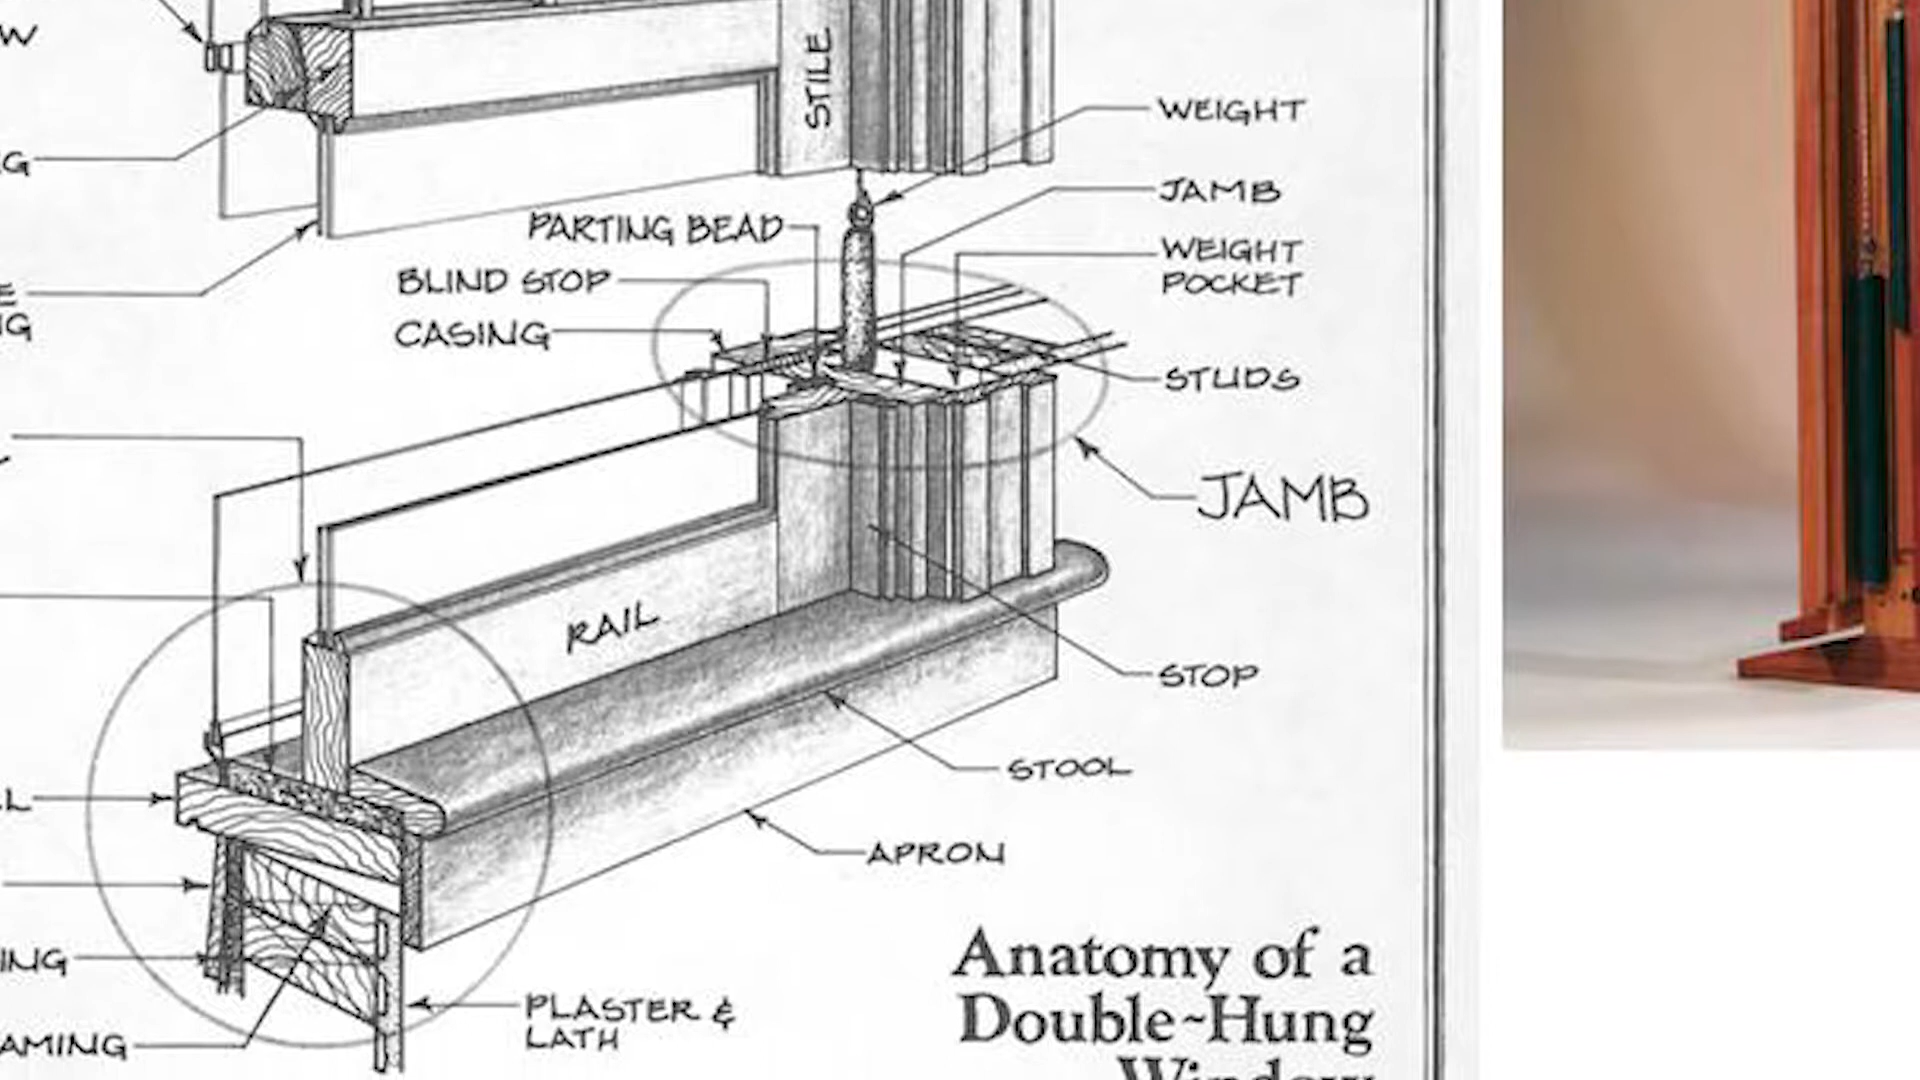 STILE
WEIGHT
JAMB
PARTING BEAD
WEIGHT
POCKET
BLIND STOP
CASING
STUDS
JAMB
RAIL
STOP
STOOL
APRON
Anatomy of a
Double-Hung
Window
PLASTER &
LATH